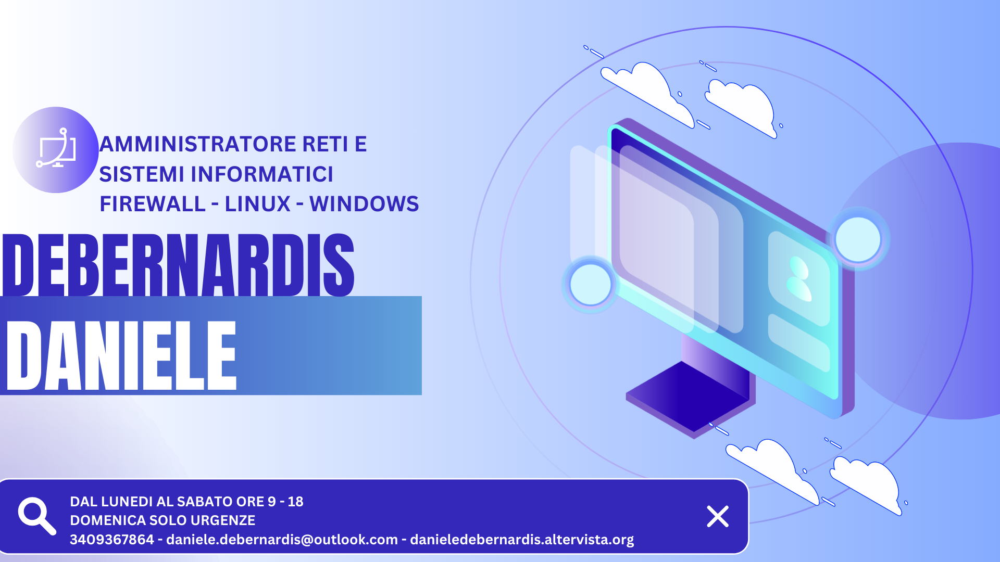 AMMINISTRATORE RETI E
SISTEMI INFORMATICI
FIREWALL - LINUX - WINDOWS
DEBERNARDIS
DANIELE
DAL LUNEDI AL SABATO ORE 9 - 18
DOMENICA SOLO URGENZE
3409367864 - daniele.debernardis@outlook.com - danieledebernardis.altervista.org